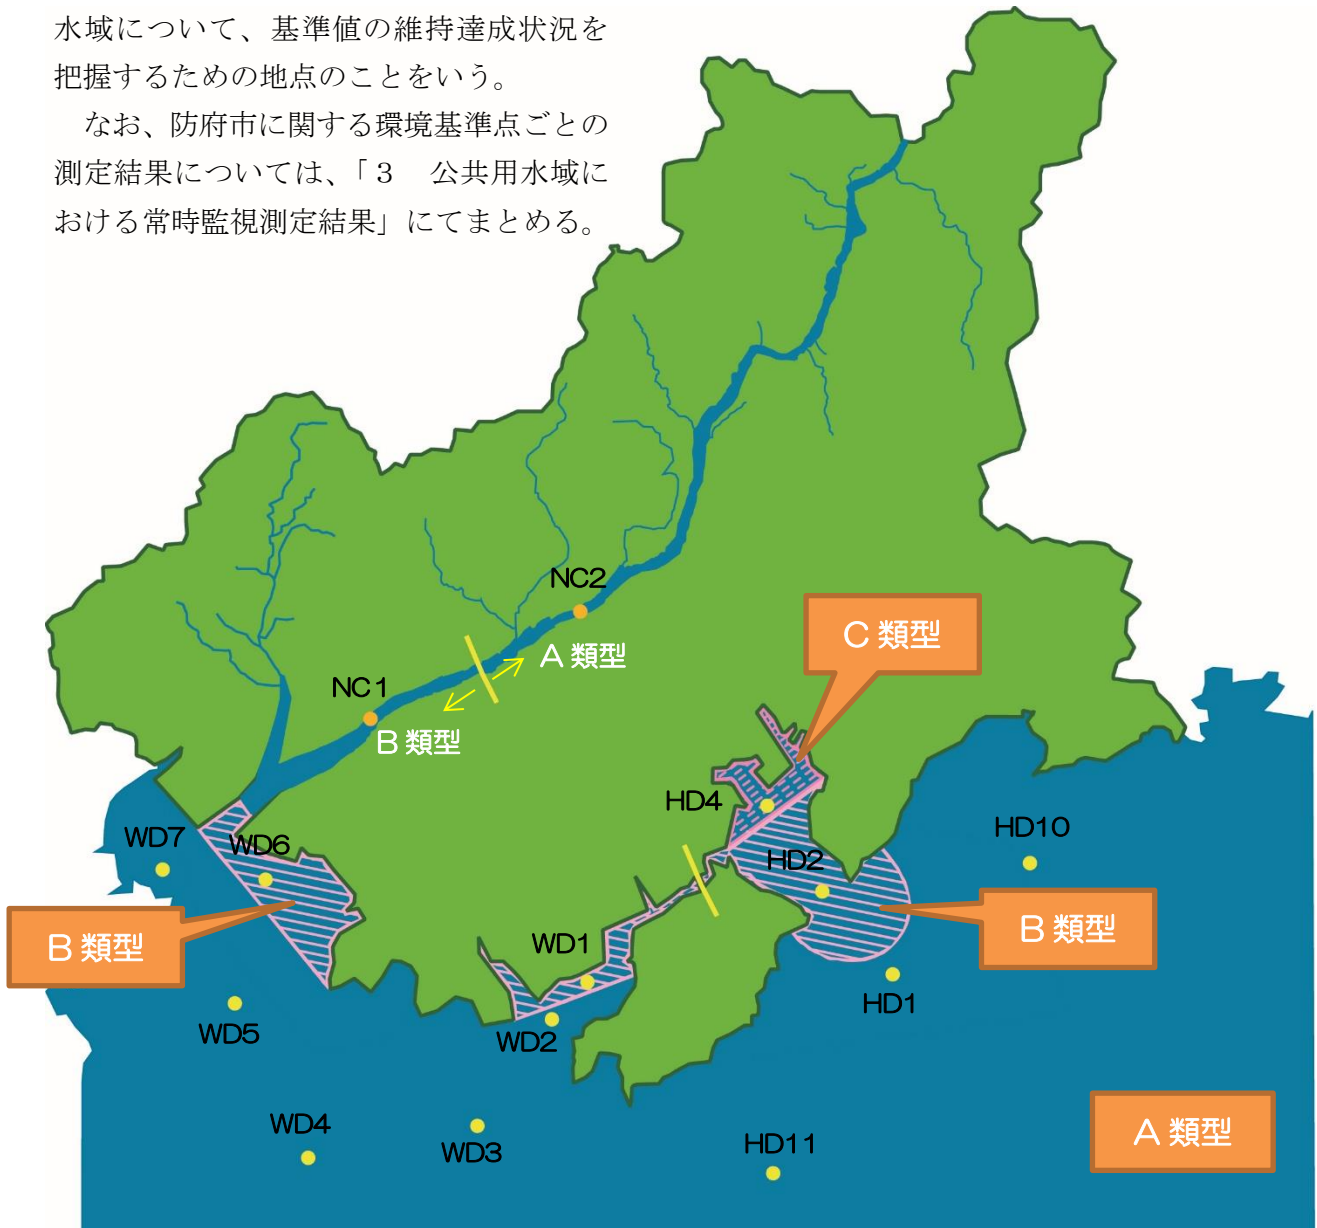 水域について、基準値の維持達成状況を
把握するための地点のことをいう。
なお、防府市に関する環境基準点ごとの
測定結果については、「３　公共用水域に
おける常時監視測定結果」にてまとめる。
NC2
C 類型
A 類型
NC1
B 類型
HD4
WD7
WD6
HD2
HD10
B 類型
B 類型
WD1
HD1
WD5
WD2
WD4
WD3
HD11
A 類型